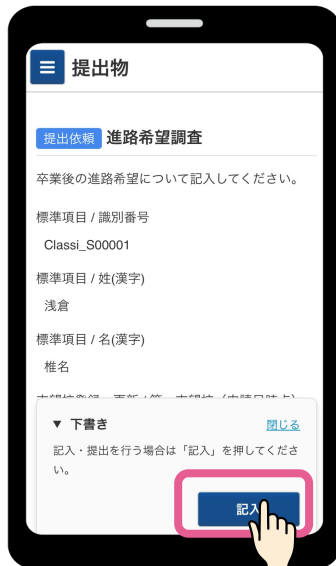 提出物
提出依頼 進路希望調査
卒業後の進路希望について記入してください。
標準項目 / 識別番号
Classi_S00001
標準項目 / 姓(漢字)
浅倉
標準項目 / 名(漢字)
椎名
▼ 下書き 閉じる
記入・提出を行う場合は「記入」を押してくださ
い。
記入